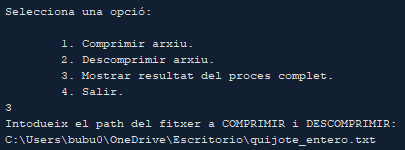 Selecciona una opció:
1. Comprimir arxiu.
2. Descomprimir arxiu.
3. Mostrar resultat del proces complet.
4. Salir.
3
Intodueix el path del fitxer a COMPRIMIR i DESCOMPRIMIR:
C:\Users\bubu0\OneDrive\Escritorio\quijote_entero.txt